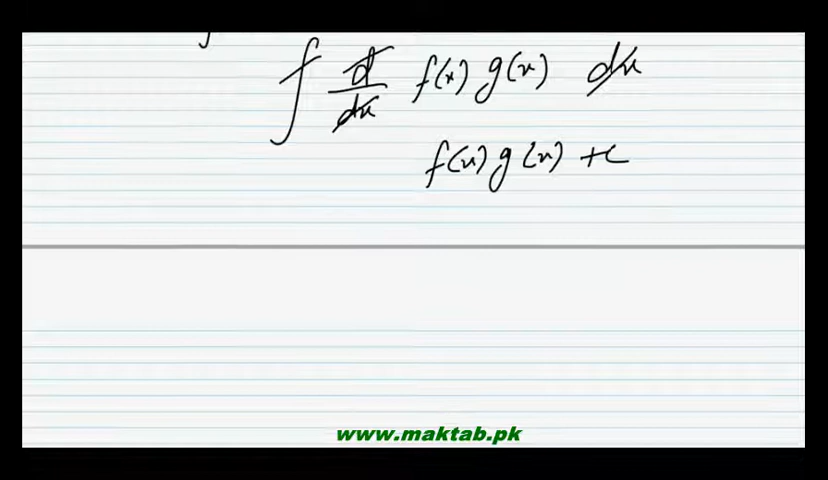 ∫ d/dx f(x) g(x) dx
f(x) g(x) + c
www.maktab.pk